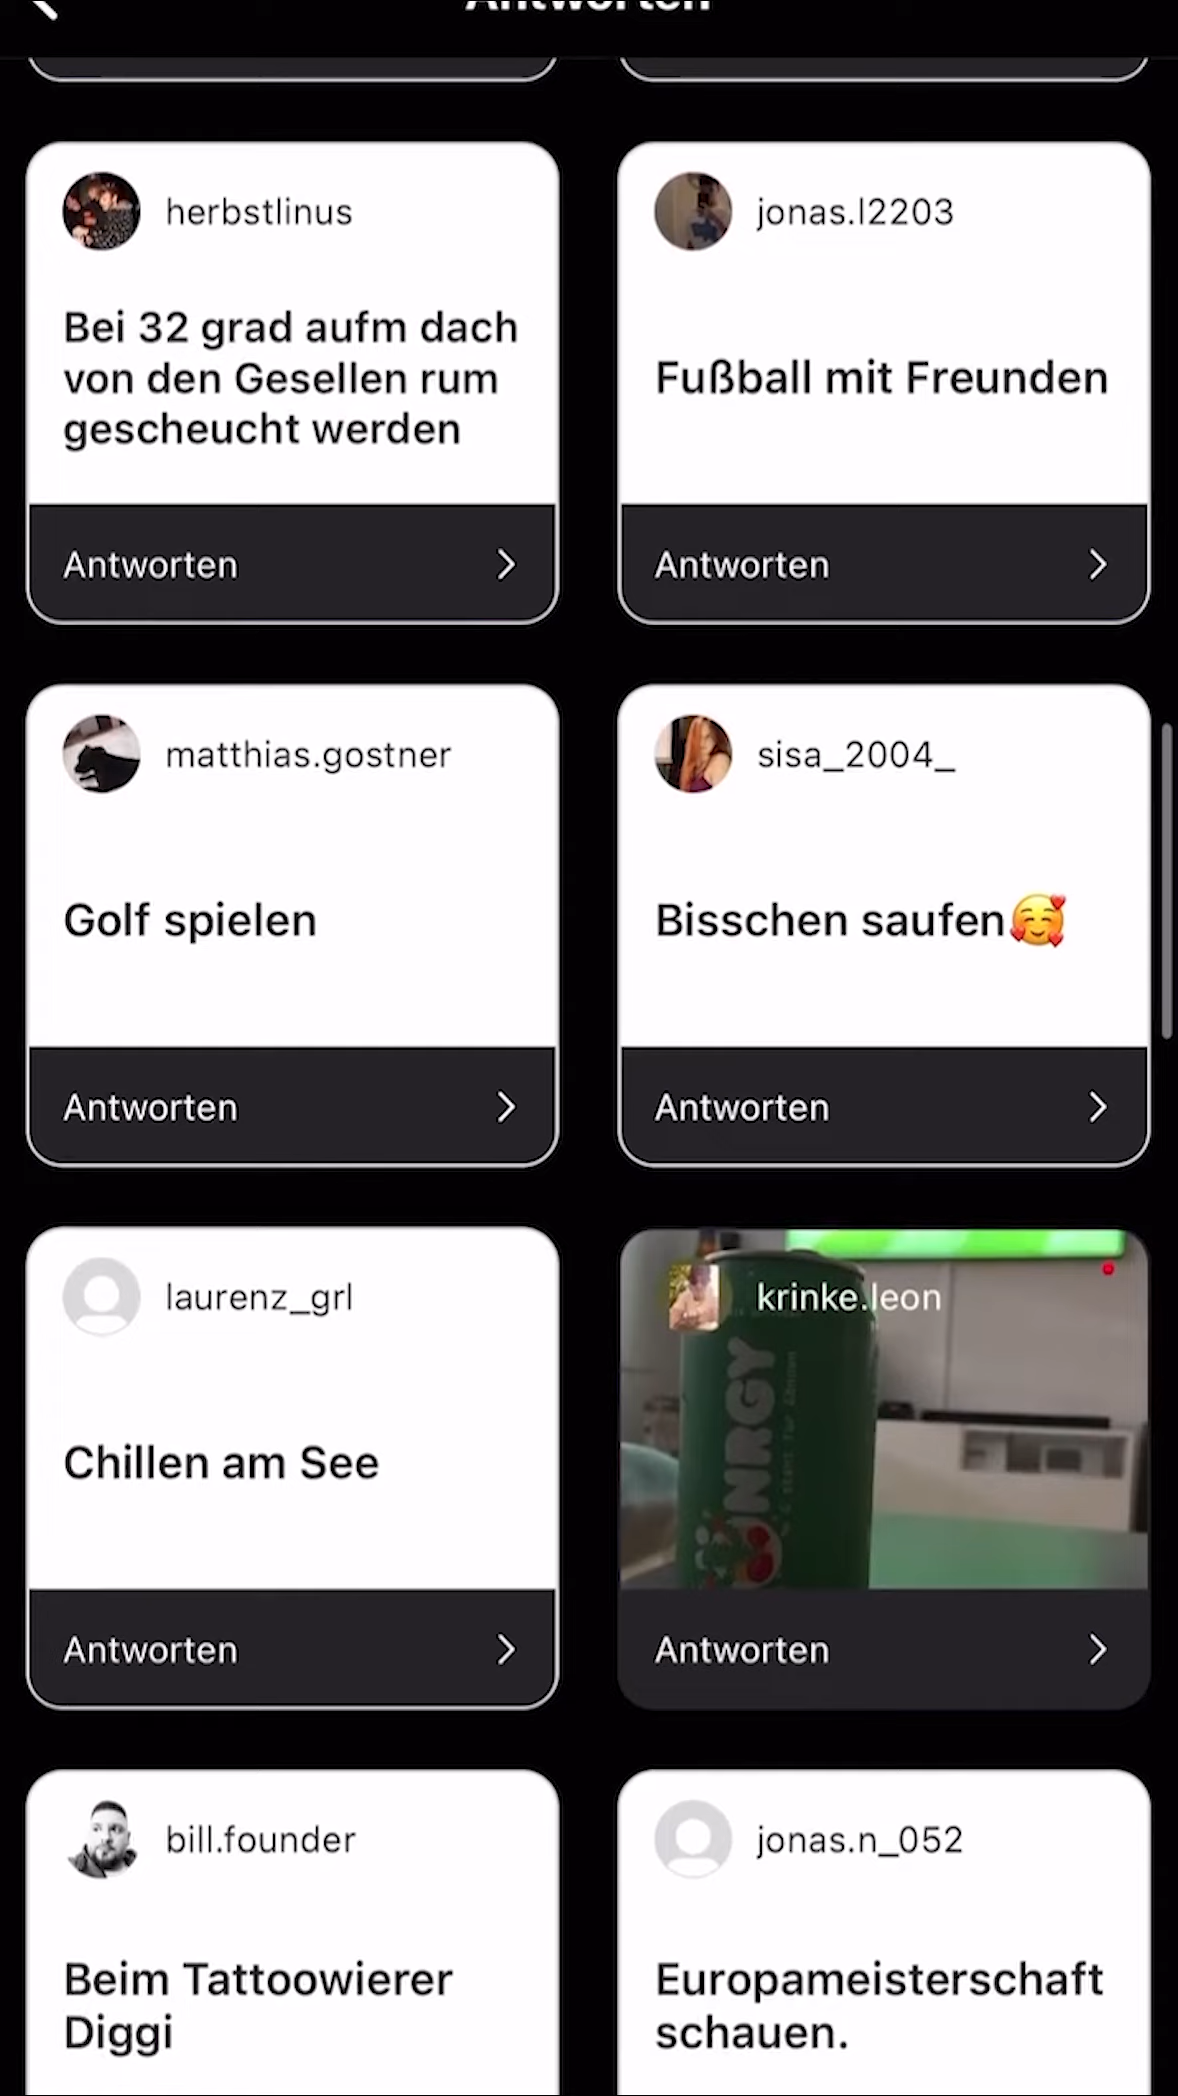 Antworten
herbstlinus
Bei 32 grad aufm dach
von den Gesellen rum
gescheucht werden
Antworten
jonas.l2203
Fußball mit Freunden
Antworten
matthias.gostner
Golf spielen
Antworten
sisa_2004_
Bisschen saufen🥰
Antworten
laurenz_grl
Chillen am See
Antworten
krinke.leon
NRGY
Antworten
bill.founder
Beim Tattoowierer
Diggi
jonas.n_052
Europameisterschaft
schauen.